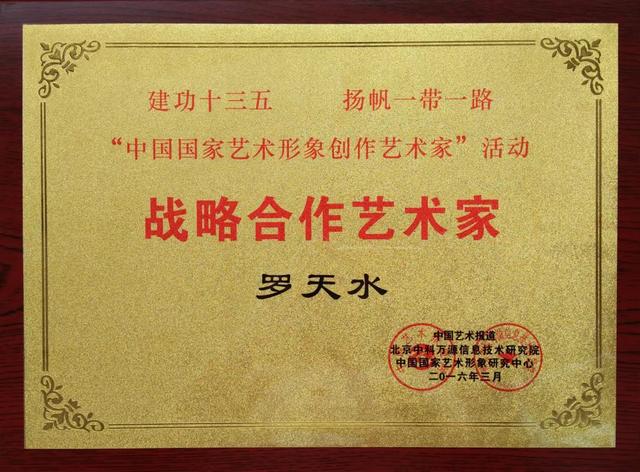 建功十三五 扬帆一带一路
“中国国家艺术形象创作艺术家”活动
战略合作艺术家
罗天水
中国艺术报道
北京中科万源信息技术研究院
中国国家艺术形象研究中心
二〇一六年三月